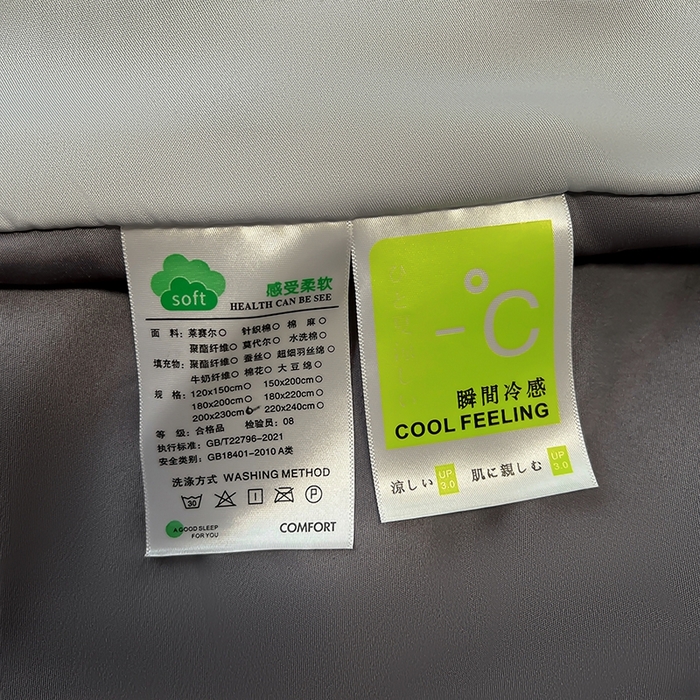 soft
感受柔软
HEALTH CAN BE SEE
面 料: 莱赛尔○ 针织棉○ 棉 麻○
聚酯纤维○ 莫代尔○ 水洗棉○
填充物: 聚酯纤维○ 蚕丝○ 超细羽丝绵○
牛奶纤维○ 棉花○ 大豆绵○
规 格: 120x150cm○ 150x200cm○
180x200cm○ 180x220cm○
200x230cm○ 220x240cm○
等 级: 合格品 检验员: 08
执行标准: GB/T22796-2021
安全类别: GB18401-2010 A类
洗涤方式 WASHING METHOD
30 P
A GOOD SLEEP
FOR YOU
COMFORT
-°C
瞬間冷感
COOL FEELING
涼しい UP 3.0 肌に親しむ UP 3.0